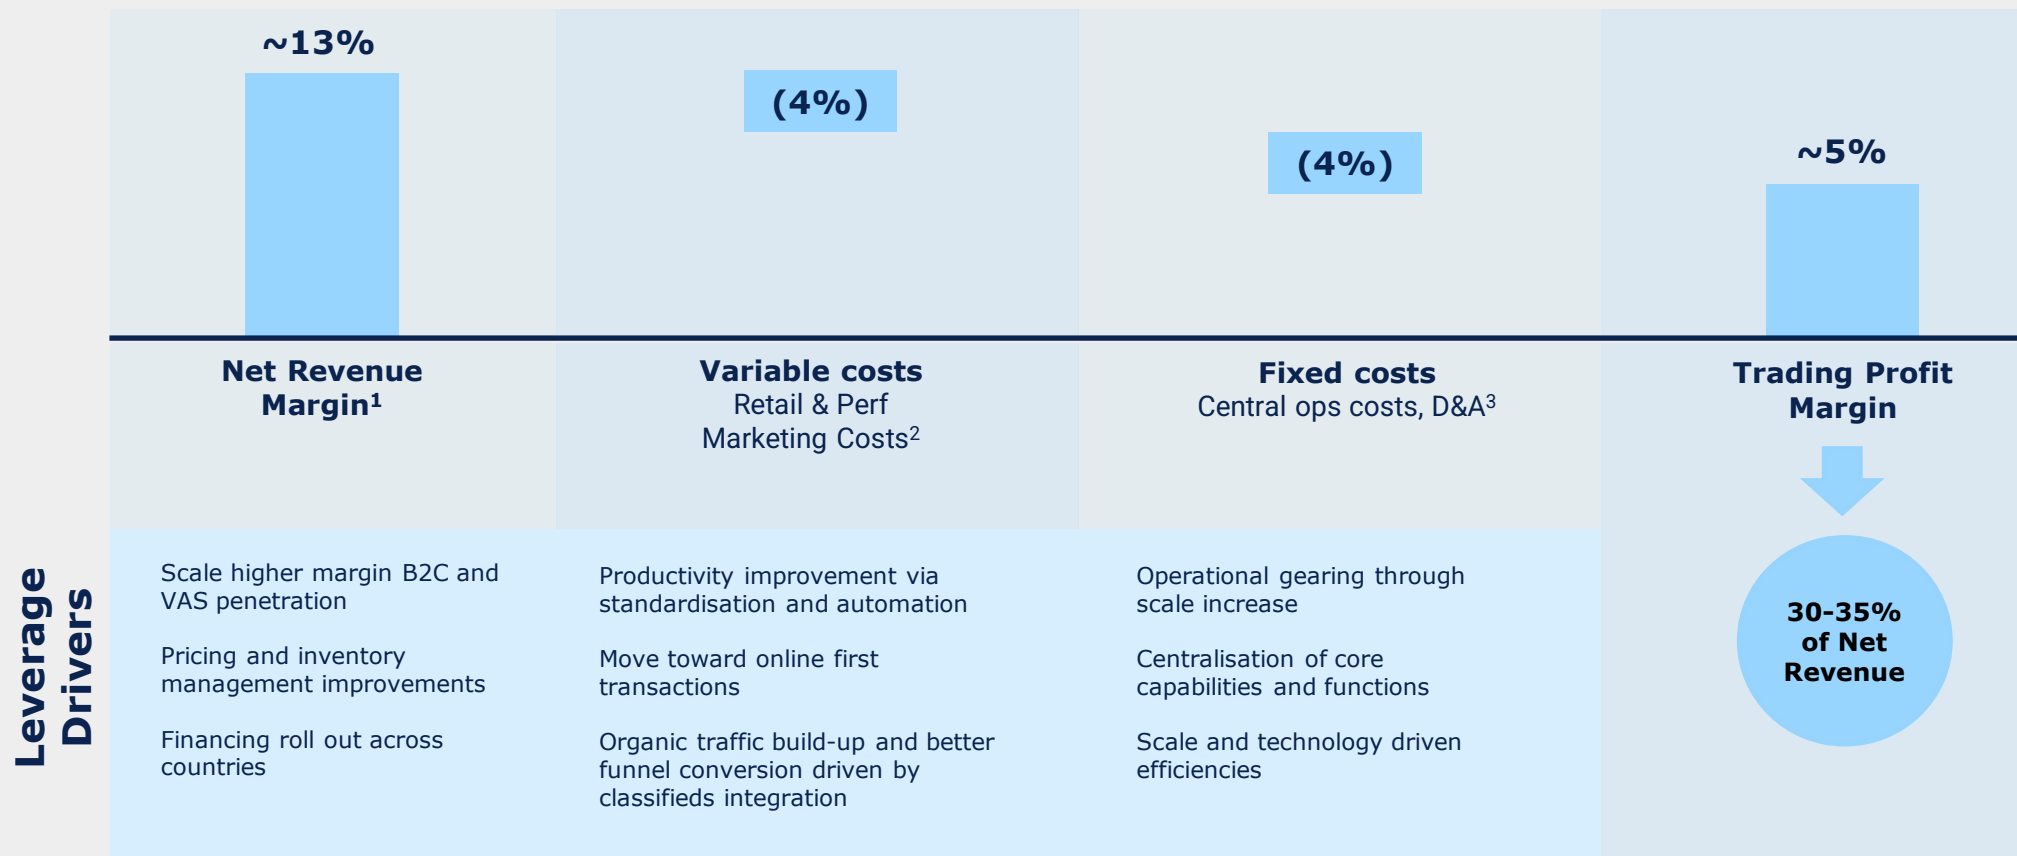 ~13%
(4%)
(4%)
~5%
Net Revenue
Margin¹
Variable costs
Retail & Perf
Marketing Costs²
Fixed costs
Central ops costs, D&A³
Trading Profit
Margin
Leverage
Drivers
Scale higher margin B2C and
VAS penetration
Pricing and inventory
management improvements
Financing roll out across
countries
Productivity improvement via
standardisation and automation
Move toward online first
transactions
Organic traffic build-up and better
funnel conversion driven by
classifieds integration
Operational gearing through
scale increase
Centralisation of core
capabilities and functions
Scale and technology driven
efficiencies
30-35%
of Net
Revenue